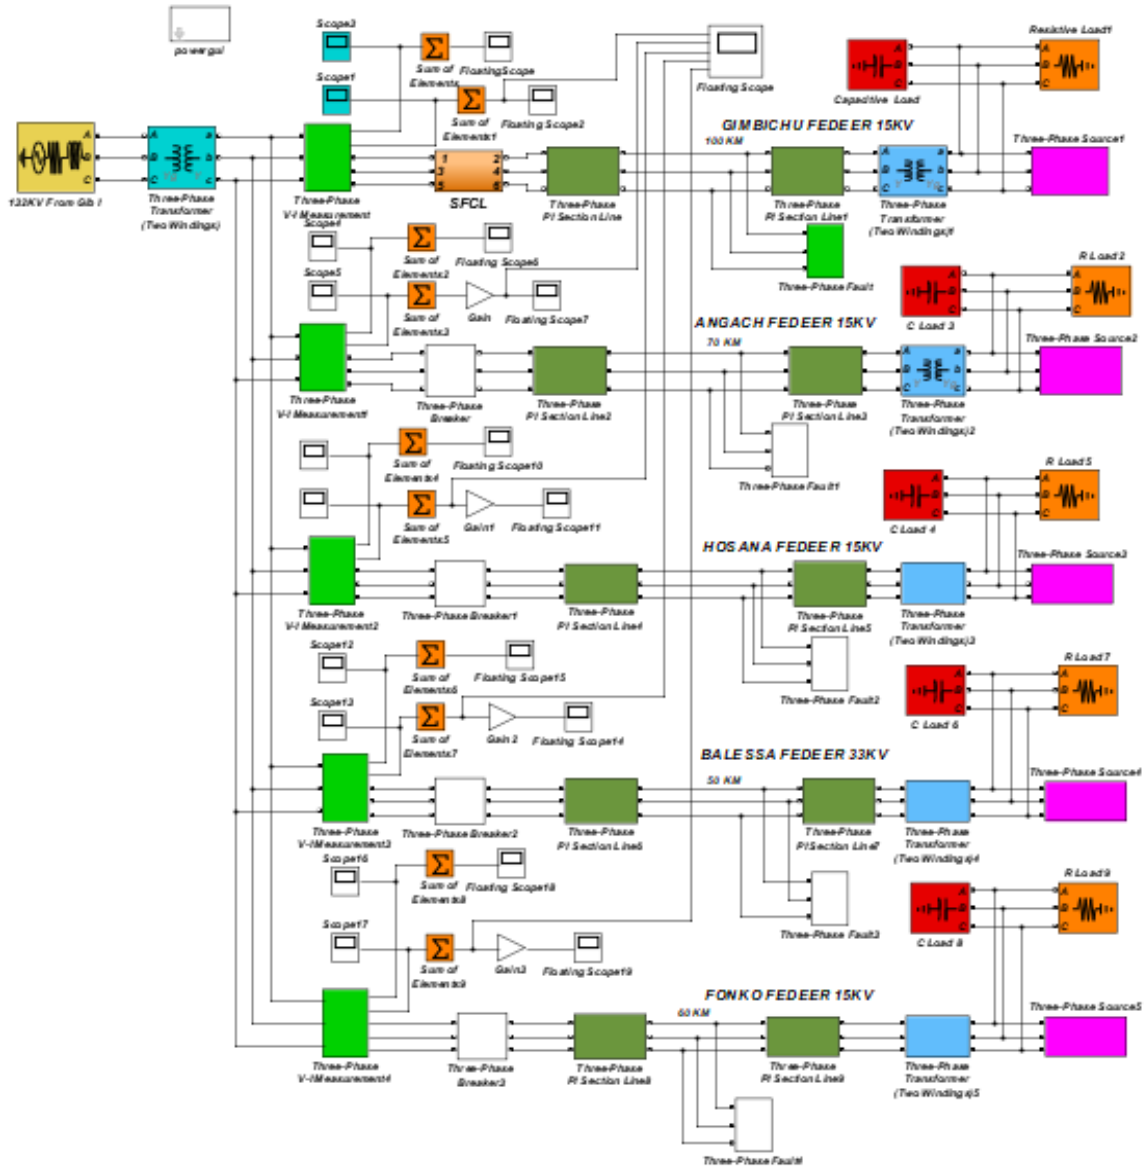 powergui
Scope3
Sum of
Elements
FloatingScope
Scope1
Sum of
Elements1
Floating Scope2
Floating Scope
A
B
C
Capacitive Load
Resistive Load1
A
B
C
GIMBICHU FEDEER 15KV
100 KM
A
B
C
132KV From Gib I
A
B
C
a
b
c
Three-Phase
Transformer
(Two Windings)
Three-Phase
V-I Measurement
1
3
2
4
SFCL
Three-Phase
PI Section Line
Three-Phase
PI Section Line1
A
B
C
a
b
c
Three-Phase
Transformer
(Two Windings)1
Three-Phase Source1
Three-Phase Fault
Scope4
Sum of
Elements2
Floating Scope6
Scope5
Sum of
Elements3
Gain
Floating Scope7
A
B
C
C Load 3
R Load 2
A
B
C
ANGACH FEDEER 15KV
70 KM
Three-Phase
V-I Measurement1
Three-Phase
Breaker
Three-Phase
PI Section Line2
Three-Phase
PI Section Line3
A
B
C
a
b
c
Three-Phase
Transformer
(Two Windings)2
Three-Phase Source2
Three-Phase Fault1
Sum of
Elements4
Floating Scope10
Sum of
Elements5
Gain1
Floating Scope11
A
B
C
C Load 4
R Load 5
A
B
C
HOSANA FEDEER 15KV
Three-Phase
V-I Measurement2
Three-Phase Breaker1
Three-Phase
PI Section Line4
Three-Phase
PI Section Line5
Three-Phase
Transformer
(Two Windings)3
Three-Phase Source3
Three-Phase Fault2
Scope12
Sum of
Elements6
Floating Scope15
Scope13
Sum of
Elements7
Gain 2
Floating Scope14
A
B
C
C Load 6
R Load 7
A
B
C
BALESSA FEDEER 33KV
50 KM
Three-Phase
V-I Measurement3
Three-Phase Breaker2
Three-Phase
PI Section Line6
Three-Phase
PI Section Line7
Three-Phase
Transformer
(Two Windings)4
Three-Phase Source4
Three-Phase Fault3
Scope16
Sum of
Elements8
Floating Scope18
Scope17
Sum of
Elements9
Gain3
Floating Scope19
A
B
C
C Load 8
R Load 9
A
B
C
FONKO FEDEER 15KV
60 KM
Three-Phase
V-I Measurement4
Three-Phase
Breaker3
Three-Phase
PI Section Line8
Three-Phase
PI Section Line9
Three-Phase
Transformer
(Two Windings)5
Three-Phase Source5
Three-Phase Fault4